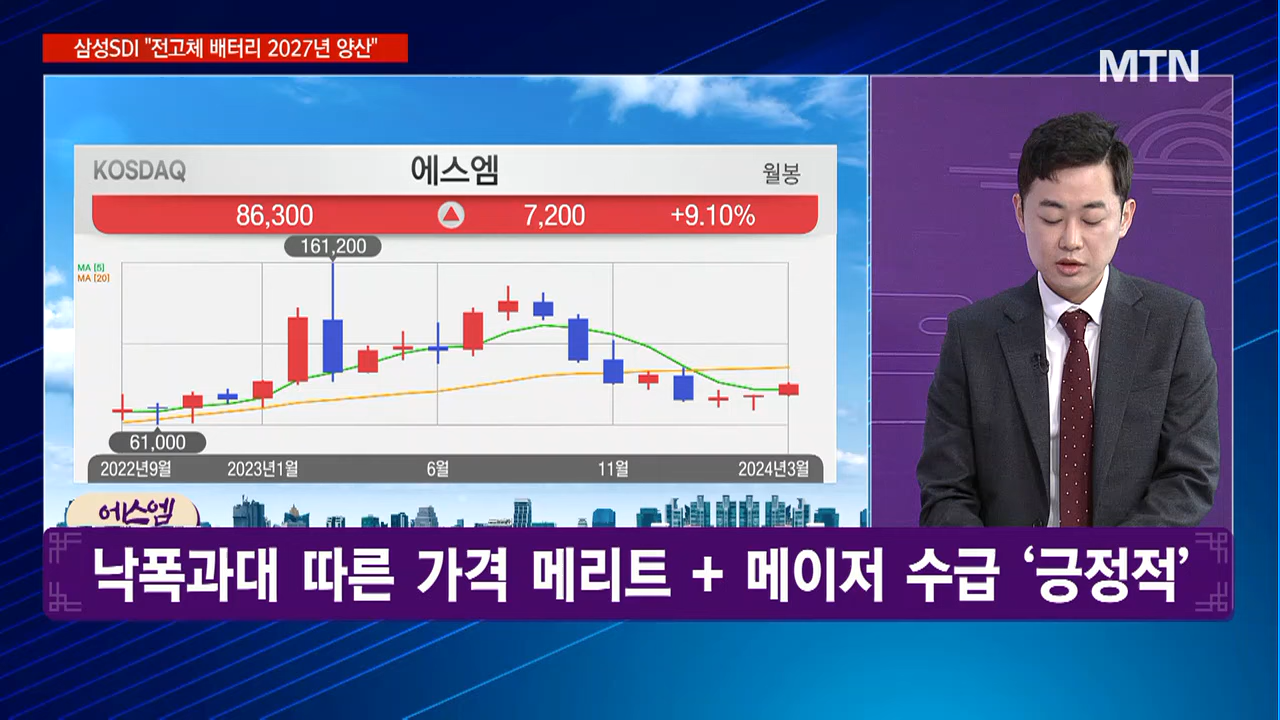 삼성SDI "전고체 배터리 2027년 양산"
MTN
KOSDAQ 에스엠 월봉
86,300 7,200 +9.10%
161,200
MA [5]
MA [20]
61,000
2022년9월 2023년1월 6월 11월 2024년3월
에스엠
낙폭과대 따른 가격 메리트 + 메이저 수급 ‘긍정적’